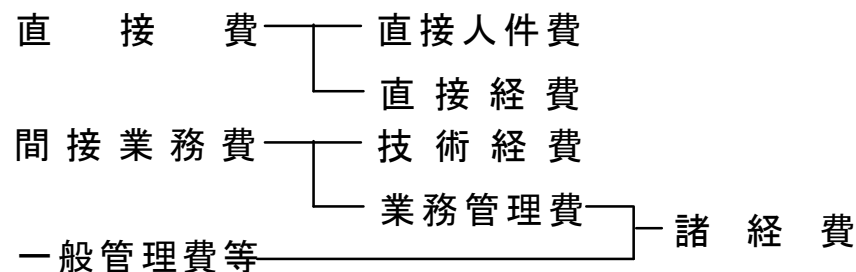 直接費 直接人件費
直接経費
間接業務費 技術経費
業務管理費
諸経費
一般管理費等